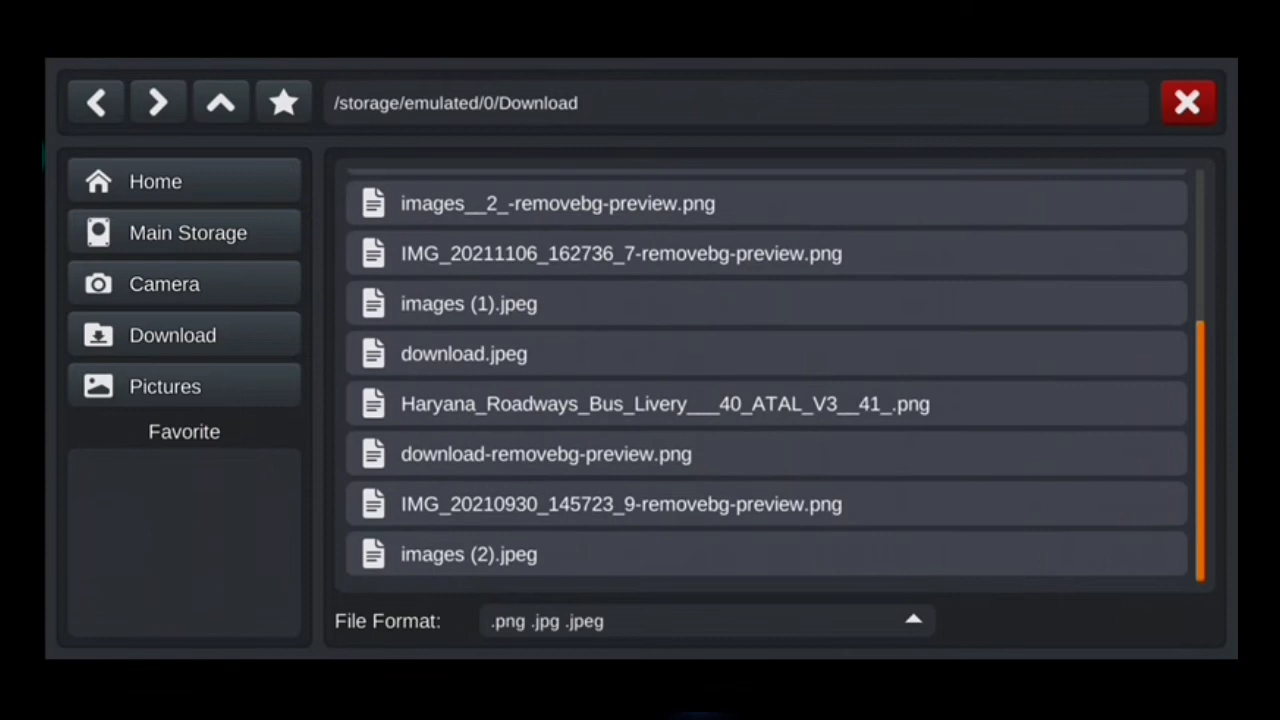 /storage/emulated/0/Download
Home
Main Storage
Camera
Download
Pictures
Favorite
images__2_-removebg-preview.png
IMG_20211106_162736_7-removebg-preview.png
images (1).jpeg
download.jpeg
Haryana_Roadways_Bus_Livery___40_ATAL_V3__41_.png
download-removebg-preview.png
IMG_20210930_145723_9-removebg-preview.png
images (2).jpeg
File Format: .png .jpg .jpeg